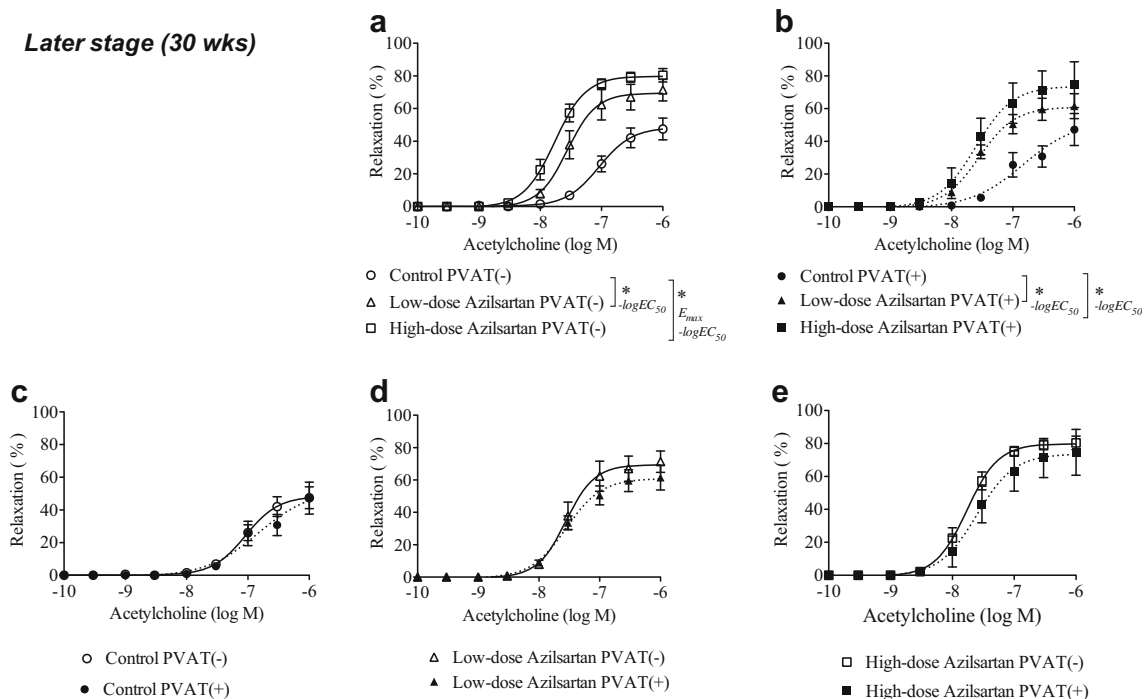 Later stage (30 wks)
a
Relaxation ( % )
100
80
60
40
20
0
-10 -9 -8 -7 -6
Acetylcholine (log M)
Control PVAT(-)
Low-dose Azilsartan PVAT(-)
High-dose Azilsartan PVAT(-)
*
-logEC50
*
Emax
-logEC50
b
Relaxation ( % )
100
80
60
40
20
0
-10 -9 -8 -7 -6
Acetylcholine (log M)
Control PVAT(+)
Low-dose Azilsartan PVAT(+)
High-dose Azilsartan PVAT(+)
*
-logEC50
*
-logEC50
c
Relaxation ( % )
100
80
60
40
20
0
-10 -9 -8 -7 -6
Acetylcholine (log M)
Control PVAT(-)
Control PVAT(+)
d
Relaxation ( % )
100
80
60
40
20
0
-10 -9 -8 -7 -6
Acetylcholine (log M)
Low-dose Azilsartan PVAT(-)
Low-dose Azilsartan PVAT(+)
e
Relaxation ( % )
100
80
60
40
20
0
-10 -9 -8 -7 -6
Acetylcholine (log M)
High-dose Azilsartan PVAT(-)
High-dose Azilsartan PVAT(+)